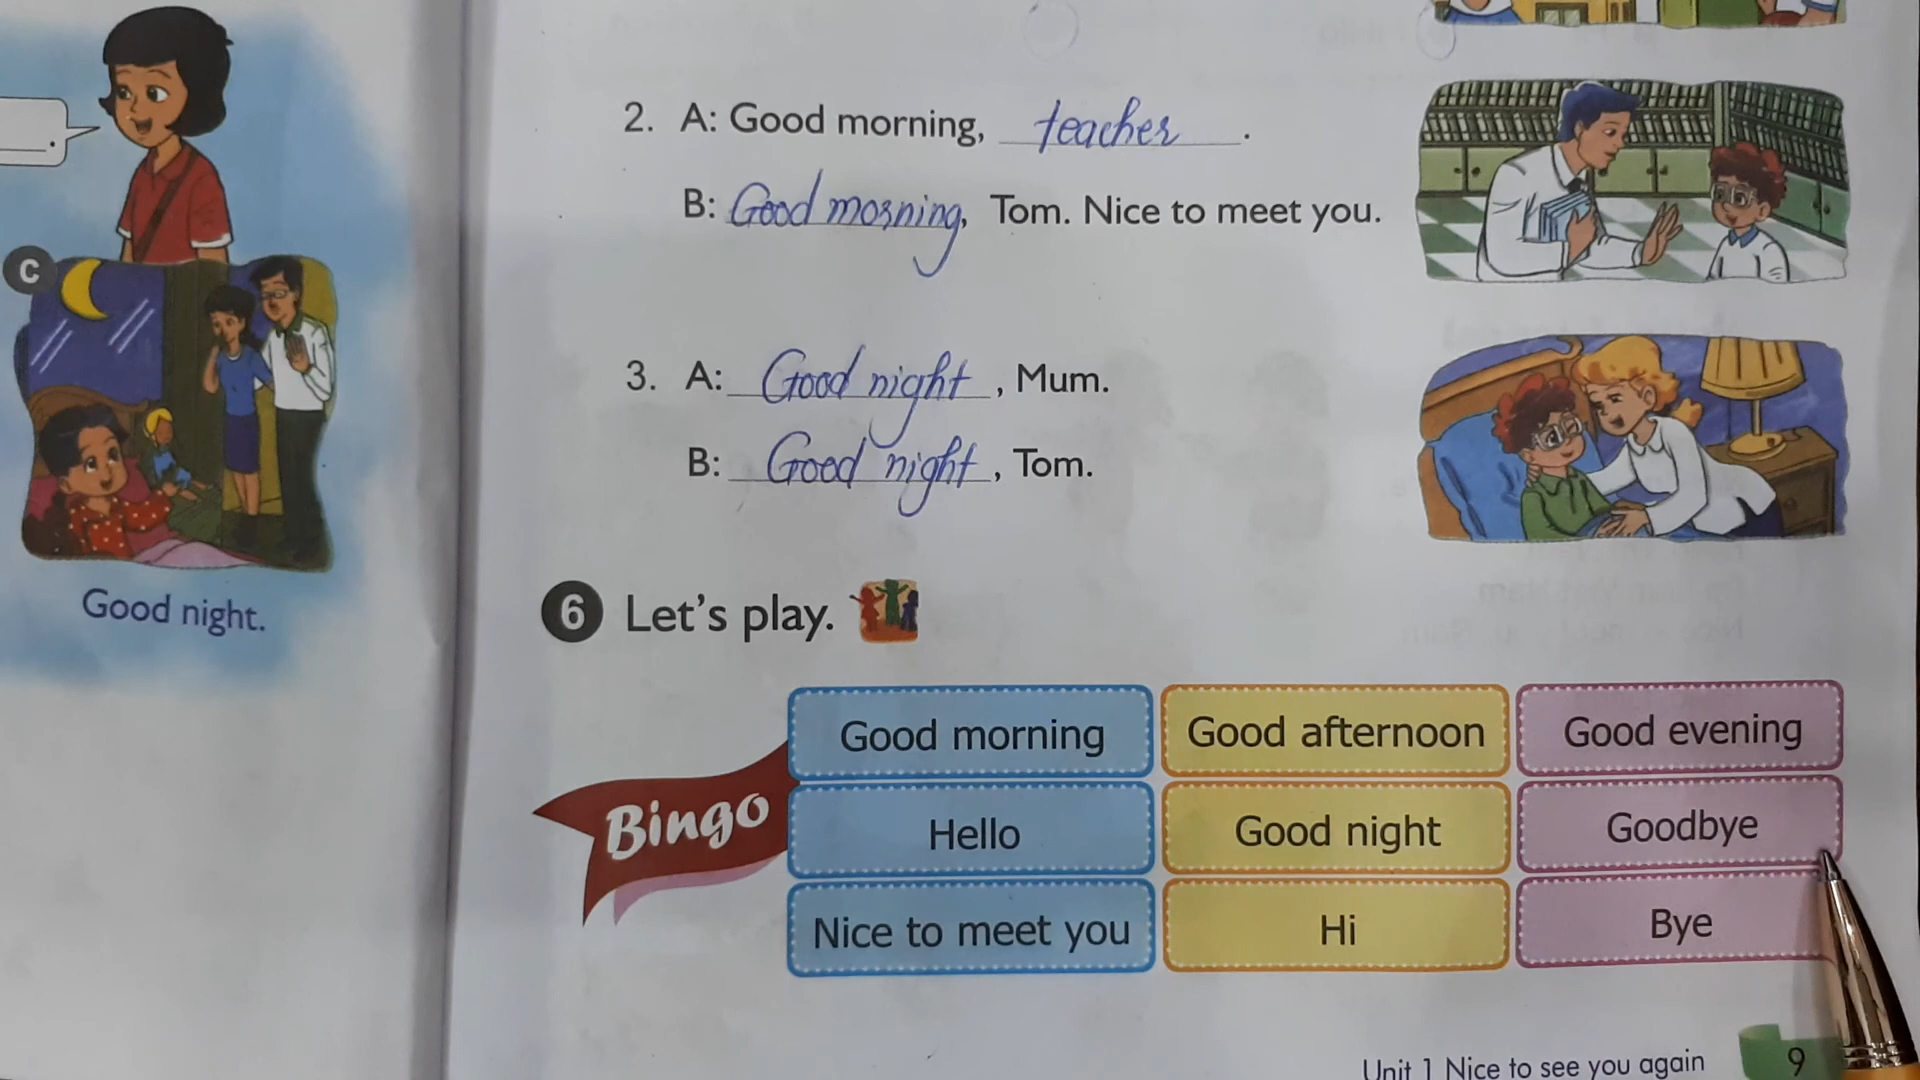 C
Good night.
2. A: Good morning, teacher.
B: Good morning, Tom. Nice to meet you.
3. A: Good night, Mum.
B: Good night, Tom.
6 Let's play.
Bingo
Good morning Good afternoon Good evening
Hello Good night Goodbye
Nice to meet you Hi Bye
Unit 1 Nice to see you again 9